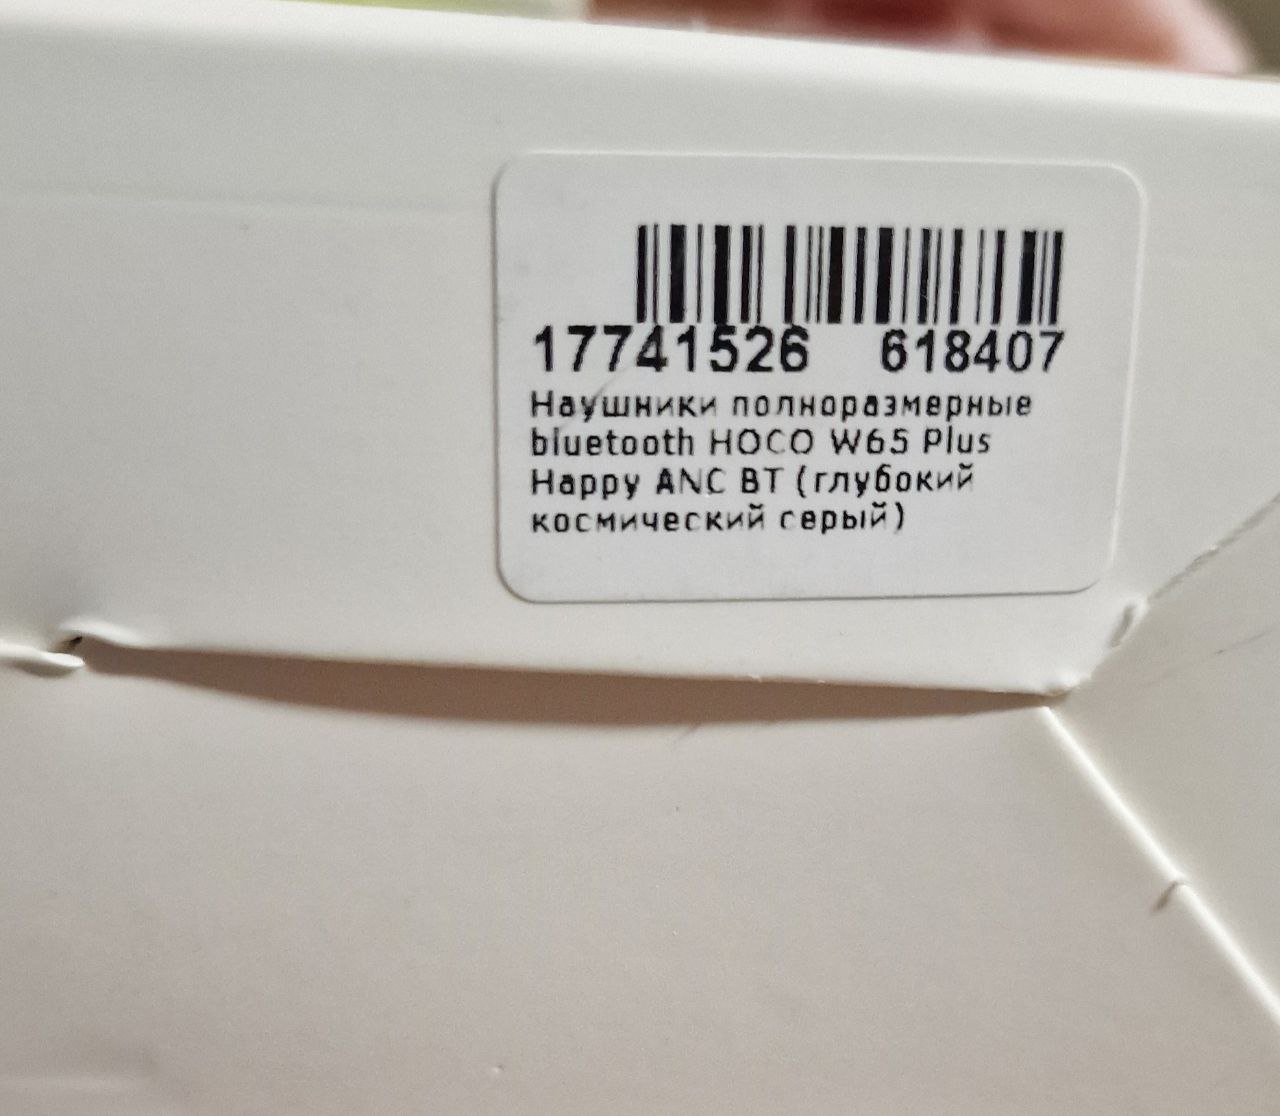 17741526 618407
Наушники полноразмерные
bluetooth HOCO W65 Plus
Happy ANC BT (глубокий
космический серый)